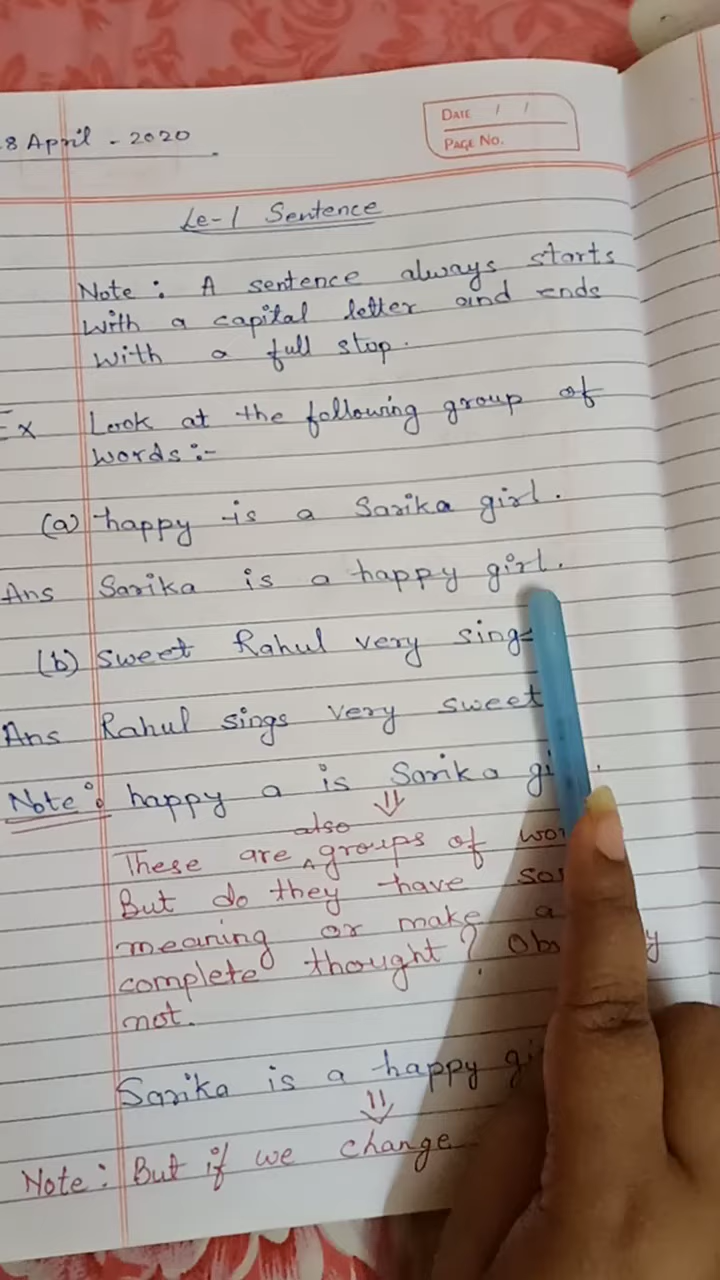 8 April - 2020
DATE / /
PAGE No.
Le-1 Sentence
Note: A sentence always starts
with a capital letter and ends
with a full stop.
Ex Look at the following group of
words:-
(a) happy is a Sarika girl.
Ans Sarika is a happy girl.
(b) sweet Rahul very sings
Ans Rahul sings very sweet
Note: happy a is Sarika
also
These are ^ groups of
But do they have
meaning or make a
complete thought?
not.
Sarika is a happy
Note: But if we change